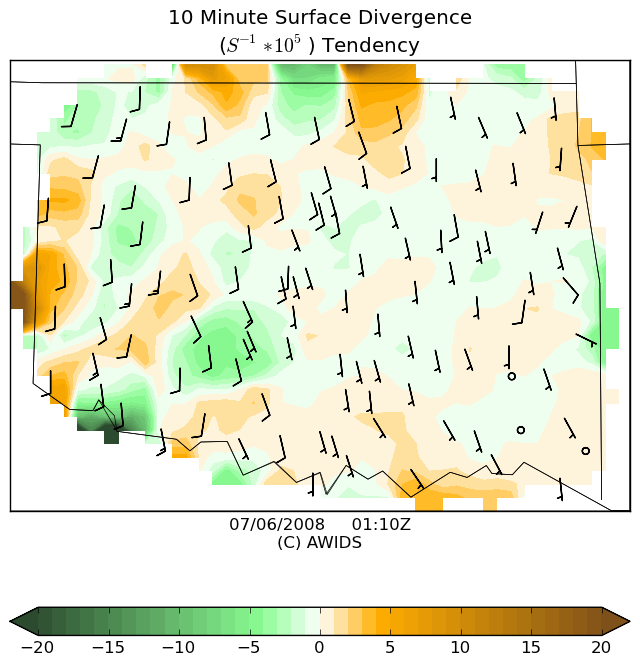 10 Minute Surface Divergence
(S⁻¹ *10⁵ ) Tendency
07/06/2008 01:10Z
(C) AWIDS
−20 −15 −10 −5 0 5 10 15 20